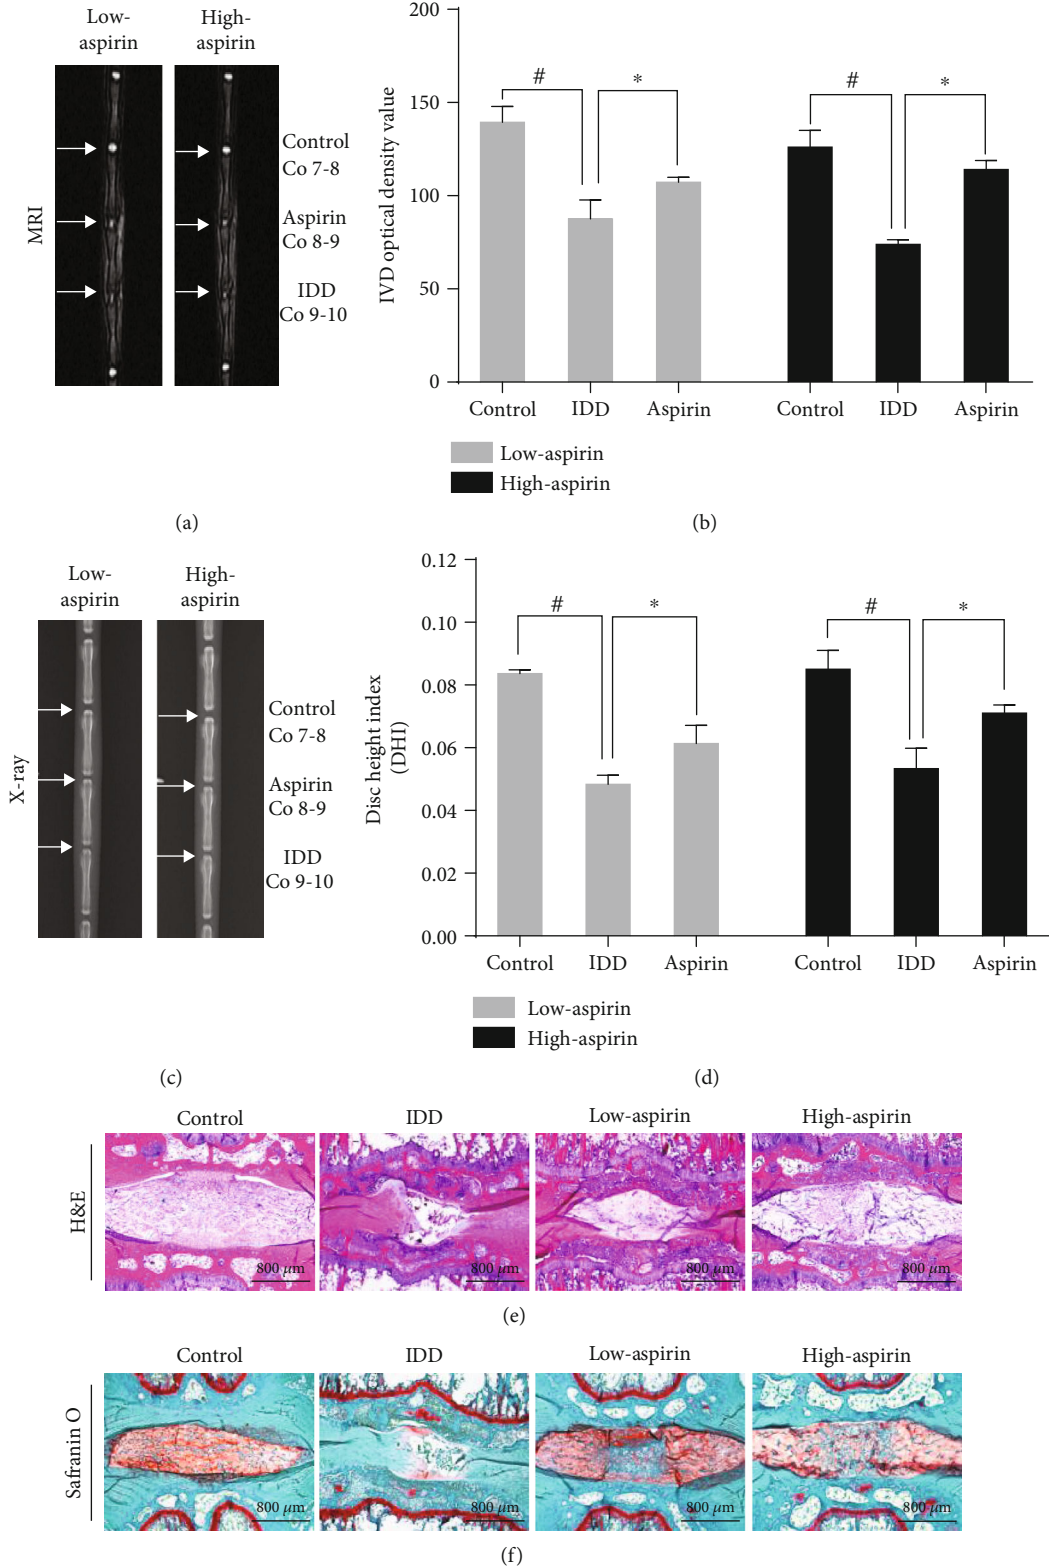 Low-
aspirin
High-
aspirin
MRI
Control
Co 7-8
Aspirin
Co 8-9
IDD
Co 9-10
(a)
IVD optical density value
200
150
100
50
0
#
*
#
*
Control
IDD
Aspirin
Control
IDD
Aspirin
Low-aspirin
High-aspirin
(b)
Low-
aspirin
High-
aspirin
X-ray
Control
Co 7-8
Aspirin
Co 8-9
IDD
Co 9-10
(c)
Disc height index
(DHI)
0.12
0.10
0.08
0.06
0.04
0.02
0.00
#
*
#
*
Control
IDD
Aspirin
Control
IDD
Aspirin
Low-aspirin
High-aspirin
(d)
Control
IDD
Low-aspirin
High-aspirin
H&E
800 μm
800 μm
800 μm
800 μm
(e)
Control
IDD
Low-aspirin
High-aspirin
Safranin O
800 μm
800 μm
800 μm
800 μm
(f)